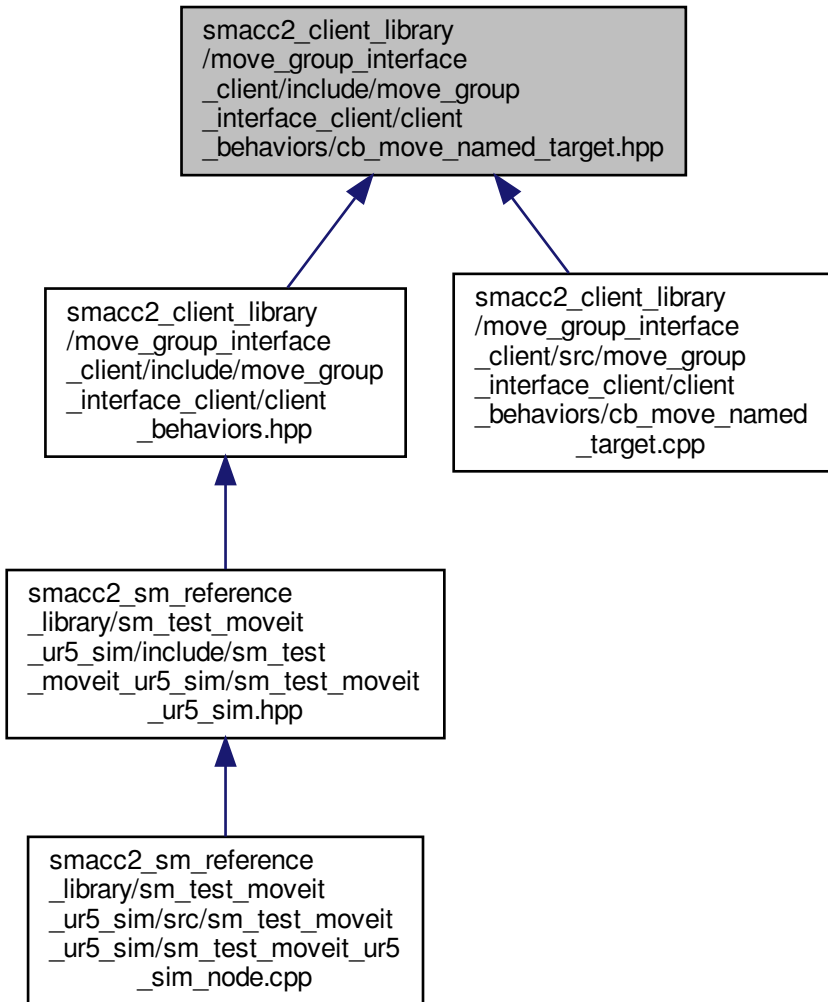 smacc2_client_library
/move_group_interface
_client/include/move_group
_interface_client/client
_behaviors/cb_move_named_target.hpp
smacc2_client_library
/move_group_interface
_client/include/move_group
_interface_client/client
_behaviors.hpp
smacc2_client_library
/move_group_interface
_client/src/move_group
_interface_client/client
_behaviors/cb_move_named
_target.cpp
smacc2_sm_reference
_library/sm_test_moveit
_ur5_sim/include/sm_test
_moveit_ur5_sim/sm_test_moveit
_ur5_sim.hpp
smacc2_sm_reference
_library/sm_test_moveit
_ur5_sim/src/sm_test_moveit
_ur5_sim/sm_test_moveit_ur5
_sim_node.cpp